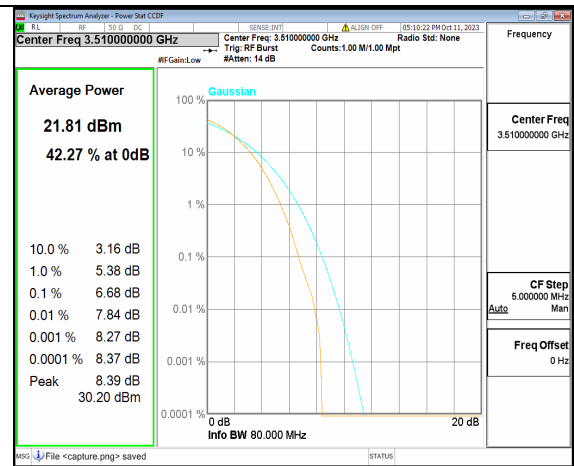 Keysight Spectrum Analyzer - Power Stat CCDF
RL RF 50 Ω DC SENSE:INT ALIGN OFF 05:10:22 PM Oct 11, 2023
Center Freq 3.510000000 GHz
Center Freq: 3.510000000 GHz Radio Std: None
Trig: RF Burst Counts:1.00 M/1.00 Mpt
#IFGain:Low #Atten: 14 dB
Frequency
Average Power
21.81 dBm
42.27 % at 0dB
10.0 % 3.16 dB
1.0 % 5.38 dB
0.1 % 6.68 dB
0.01 % 7.84 dB
0.001 % 8.27 dB
0.0001 % 8.37 dB
Peak 8.39 dB
30.20 dBm
Gaussian
100 %
10 %
1 %
0.1 %
0.01 %
0.001 %
0.0001 %
0 dB 20 dB
Info BW 80.000 MHz
Center Freq
3.510000000 GHz
CF Step
5.000000 MHz
Auto Man
Freq Offset
0 Hz
MSG File <capture.png> saved STATUS